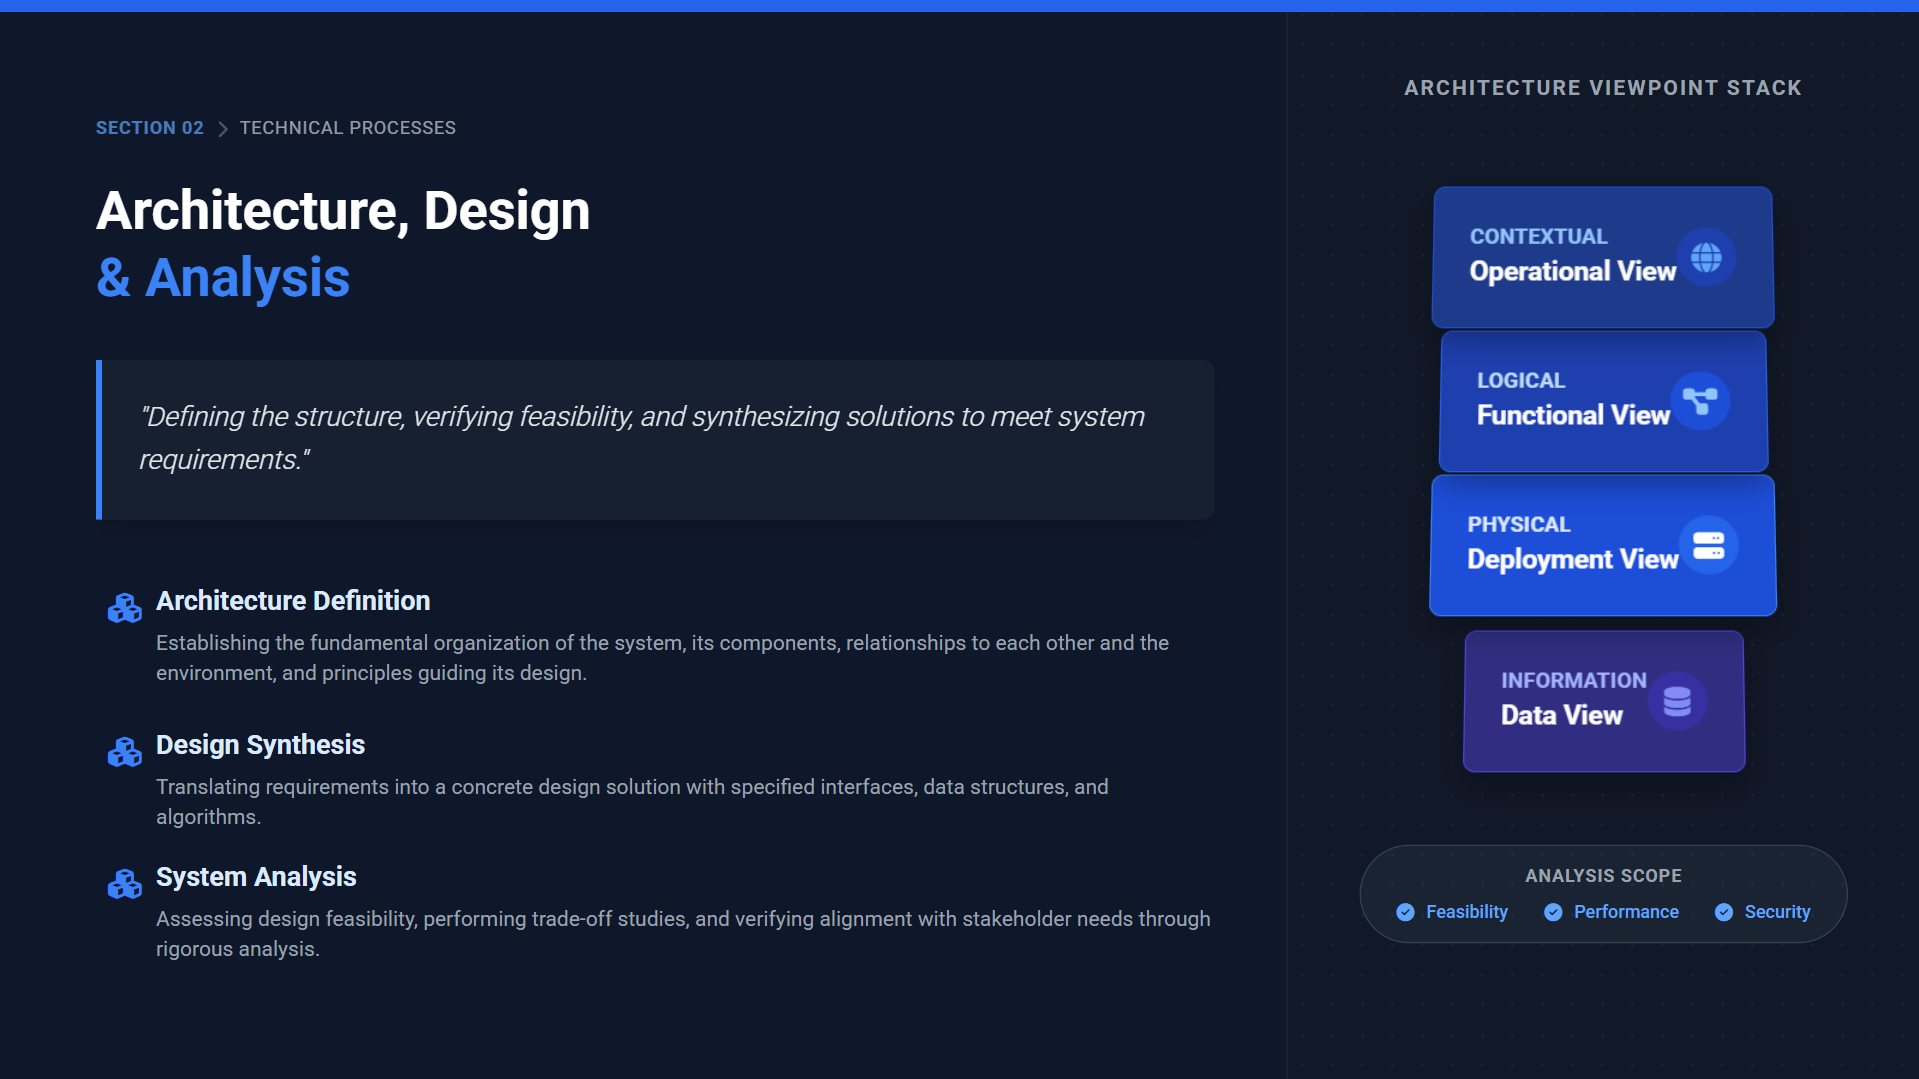 SECTION 02 TECHNICAL PROCESSES
Architecture, Design
& Analysis
"Defining the structure, verifying feasibility, and synthesizing solutions to meet system
requirements."
Architecture Definition
Establishing the fundamental organization of the system, its components, relationships to each other and the
environment, and principles guiding its design.
Design Synthesis
Translating requirements into a concrete design solution with specified interfaces, data structures, and
algorithms.
System Analysis
Assessing design feasibility, performing trade-off studies, and verifying alignment with stakeholder needs through
rigorous analysis.
ARCHITECTURE VIEWPOINT STACK
CONTEXTUAL
Operational View
LOGICAL
Functional View
PHYSICAL
Deployment View
INFORMATION
Data View
ANALYSIS SCOPE
Feasibility Performance Security